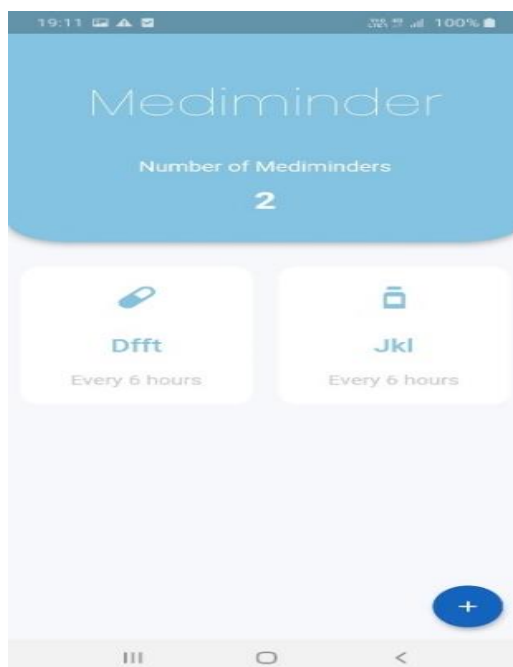 19:11 100%
Mediminder
Number of Mediminders
2
Dfft Jkl
Every 6 hours Every 6 hours
+